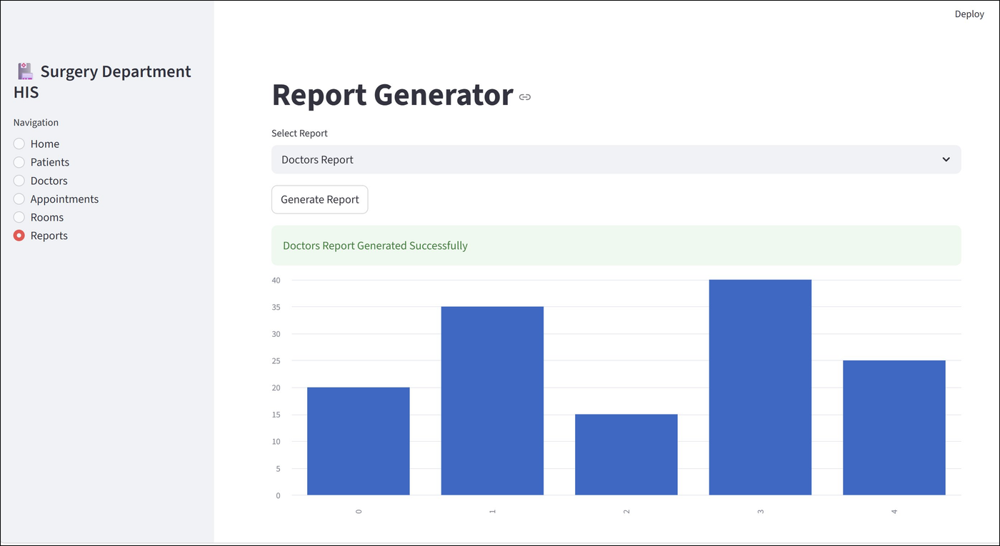 Deploy
Surgery Department
HIS
Navigation
Home
Patients
Doctors
Appointments
Rooms
Reports
Report Generator
Select Report
Doctors Report
Generate Report
Doctors Report Generated Successfully
40
35
30
25
20
15
10
5
0
0 1 2 3 4